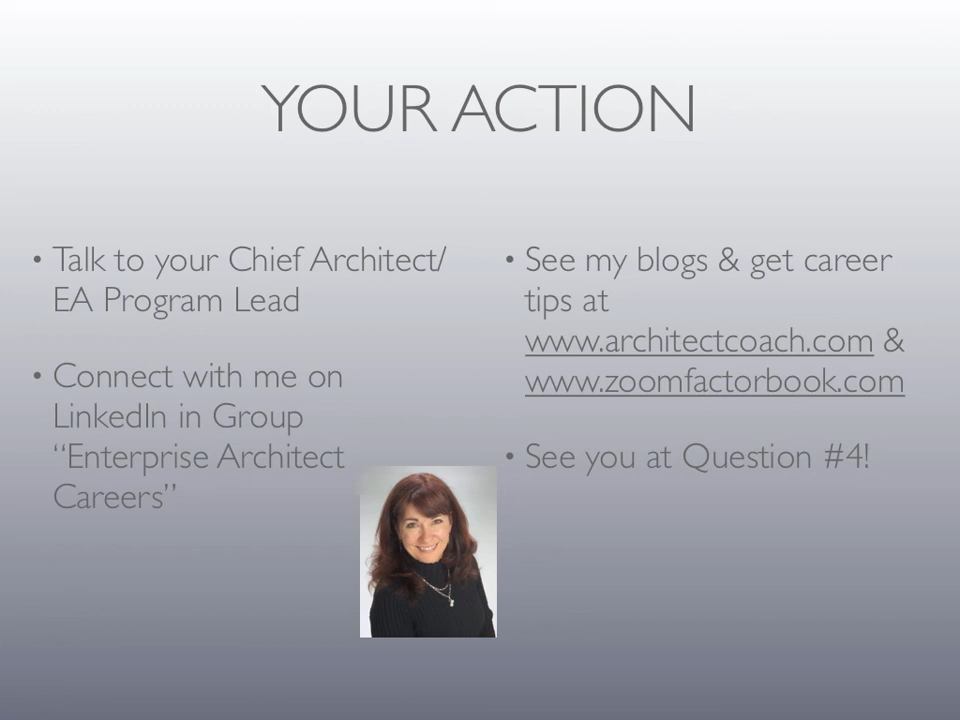 YOUR ACTION
• Talk to your Chief Architect/
EA Program Lead
• Connect with me on
LinkedIn in Group
“Enterprise Architect
Careers”
• See my blogs & get career
tips at
www.architectcoach.com &
www.zoomfactorbook.com
• See you at Question #4!